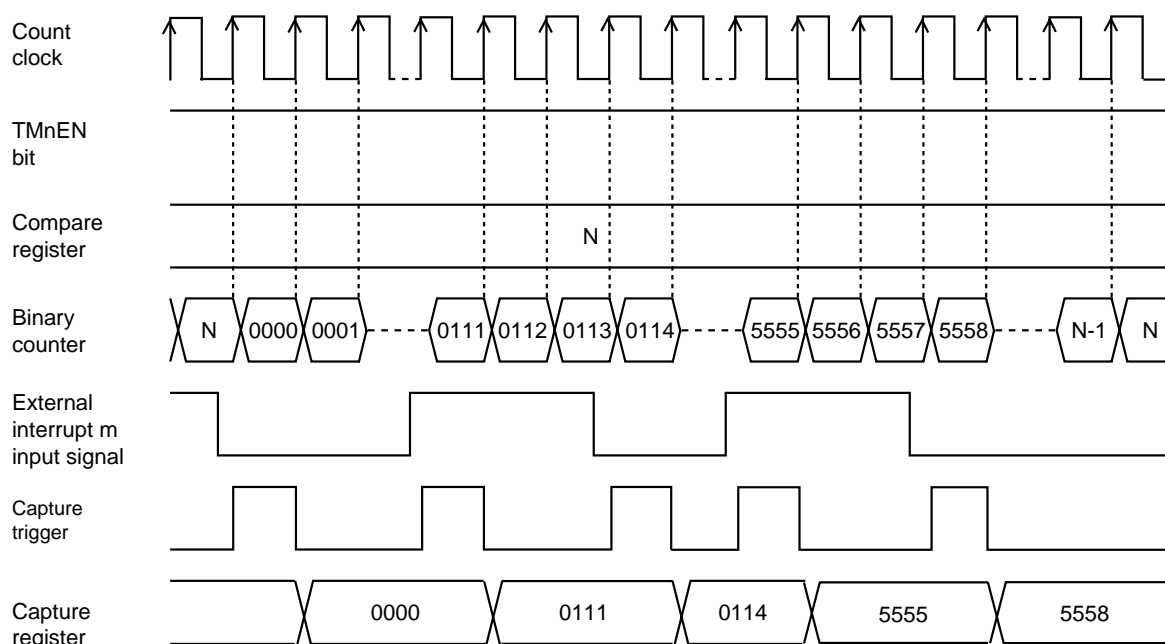 Count
clock
TMnEN
bit
Compare
register
N
Binary
counter
N 0000 0001 0111 0112 0113 0114 5555 5556 5557 5558 N-1 N
External
interrupt m
input signal
Capture
trigger
Capture
register
0000 0111 0114 5555 5558